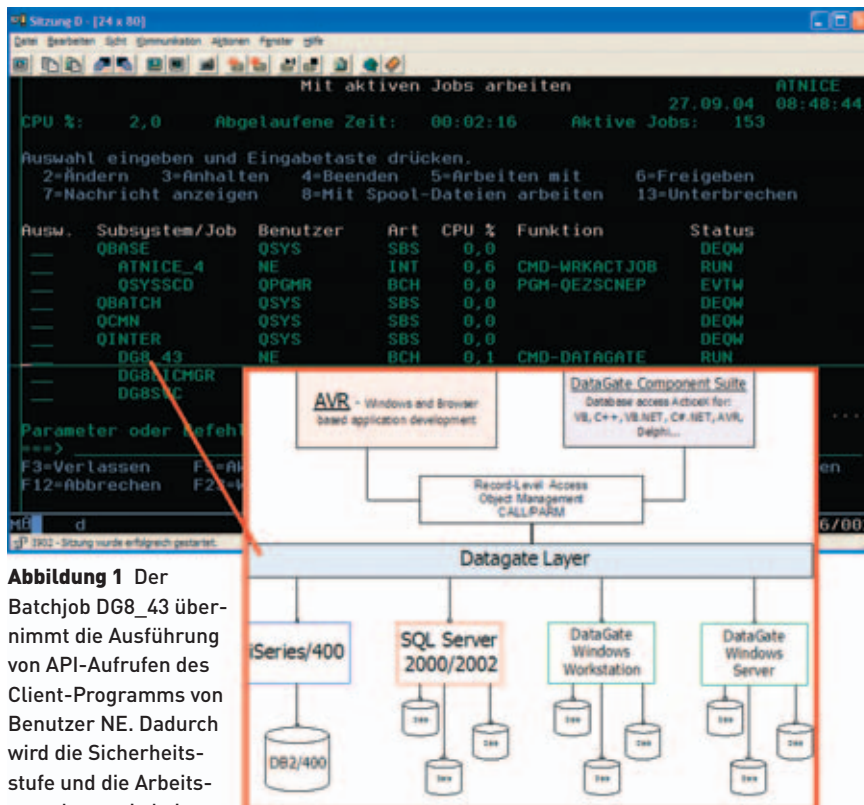 Sitzung D - [24 x 80]
Datei Bearbeiten Sicht Kommunikation Aktionen Fenster Hilfe
Mit aktiven Jobs arbeiten ATNICE
27.09.04 08:48:44
CPU %: 2,0 Abgelaufene Zeit: 00:02:16 Aktive Jobs: 153
Auswahl eingeben und Eingabetaste drücken.
2=Ändern 3=Anhalten 4=Beenden 5=Arbeiten mit 6=Freigeben
7=Nachricht anzeigen 8=Mit Spool-Dateien arbeiten 13=Unterbrechen
Ausw. Subsystem/Job Benutzer Art CPU % Funktion Status
QBASE QSYS SBS 0,0 DEQW
ATNICE_4 NE INT 0,6 CMD-WRKACTJOB RUN
QSYSSCD QPGMR BCH 0,0 PGM-QEZSCNEP EVTW
QBATCH QSYS SBS 0,0 DEQW
QCMN QSYS SBS 0,0 DEQW
QINTER QSYS SBS 0,0 DEQW
DG8_43 NE BCH 0,1 CMD-DATAGATE RUN
DG8LICMGR
DG8SVC
...
Parameter oder Befehl
===>
F3=Verlassen
F12=Abbrechen
d
I902 - Sitzung wurde erfolgreich gestartet.
AVR - Windows and Browser
based application development
DataGate Component Suite
Database access ActiceX for:
VB, C++, VB.NET, C#.NET, AVR,
Delphi...
Record-Level Access
Object Management
CALL/PARM
Datagate Layer
iSeries/400
SQL Server
2000/2002
DataGate
Windows
Workstation
DataGate
Windows
Server
DB2/400
Abbildung 1 Der
Batchjob DG8_43 über-
nimmt die Ausführung
von API-Aufrufen des
Client-Programms von
Benutzer NE. Dadurch
wird die Sicherheits-
stufe und die Arbeits-